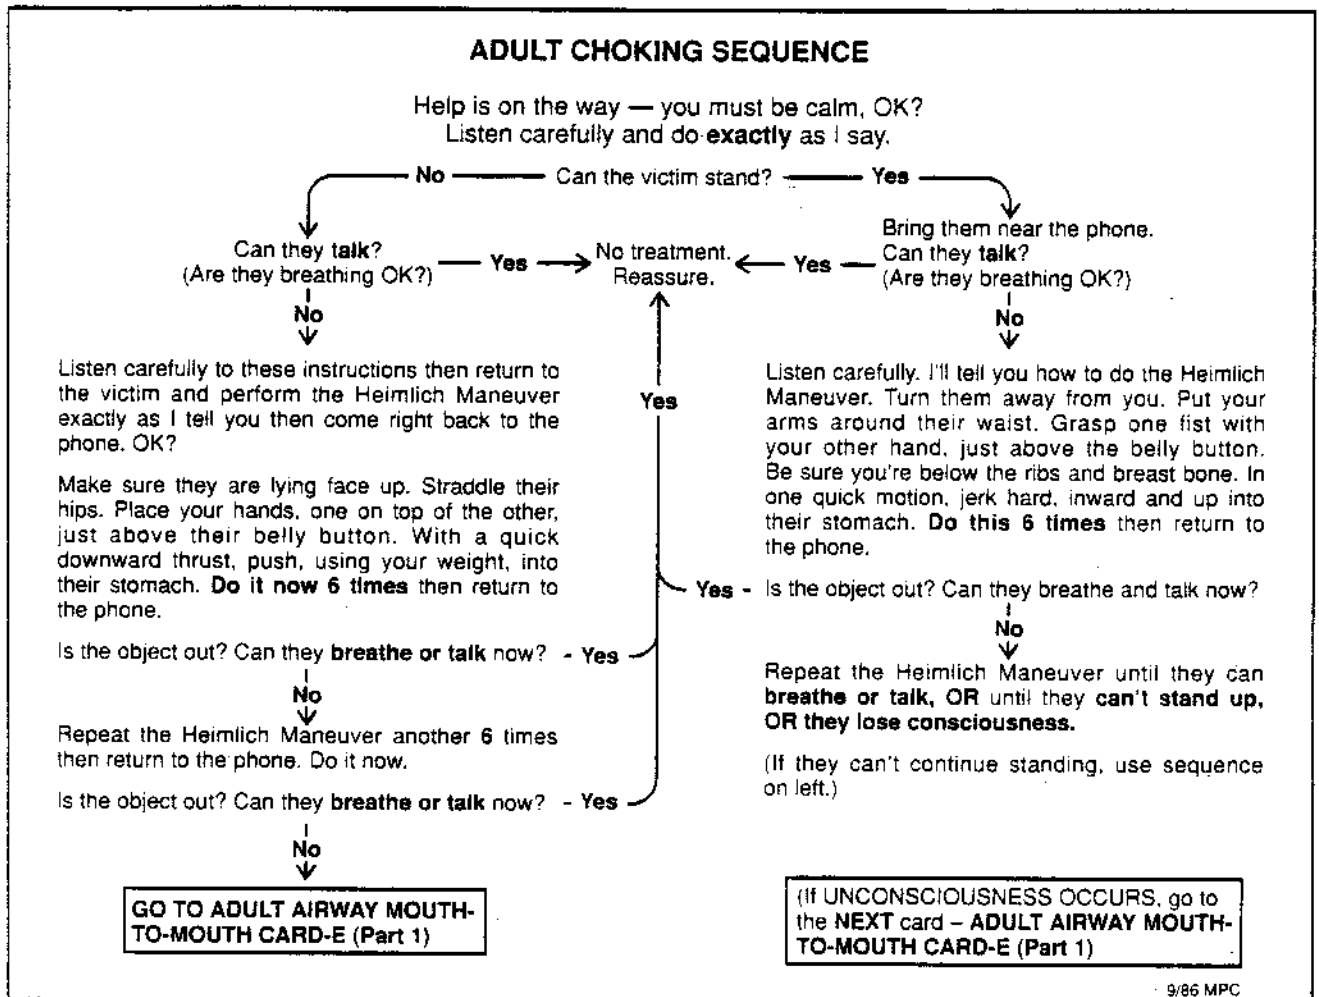 ADULT CHOKING SEQUENCE
Help is on the way — you must be calm, OK?
Listen carefully and do exactly as I say.
No
Can the victim stand?
Yes
Can they talk?
(Are they breathing OK?)
Yes
No treatment.
Reassure.
Yes
Bring them near the phone.
Can they talk?
(Are they breathing OK?)
No
Listen carefully to these instructions then return to
the victim and perform the Heimlich Maneuver
exactly as I tell you then come right back to the
phone. OK?
Make sure they are lying face up. Straddle their
hips. Place your hands, one on top of the other,
just above their belly button. With a quick
downward thrust, push, using your weight, into
their stomach. Do it now 6 times then return to
the phone.
Is the object out? Can they breathe or talk now? - Yes
No
Repeat the Heimlich Maneuver another 6 times
then return to the phone. Do it now.
Is the object out? Can they breathe or talk now? - Yes
No
GO TO ADULT AIRWAY MOUTH-
TO-MOUTH CARD-E (Part 1)
Yes
No
Listen carefully. I'll tell you how to do the Heimlich
Maneuver. Turn them away from you. Put your
arms around their waist. Grasp one fist with
your other hand, just above the belly button.
Be sure you're below the ribs and breast bone. In
one quick motion, jerk hard, inward and up into
their stomach. Do this 6 times then return to
the phone.
Yes - Is the object out? Can they breathe and talk now?
No
Repeat the Heimlich Maneuver until they can
breathe or talk, OR until they can't stand up,
OR they lose consciousness.
(If they can't continue standing, use sequence
on left.)
(If UNCONSCIOUSNESS OCCURS, go to
the NEXT card – ADULT AIRWAY MOUTH-
TO-MOUTH CARD-E (Part 1)
9/86 MPC